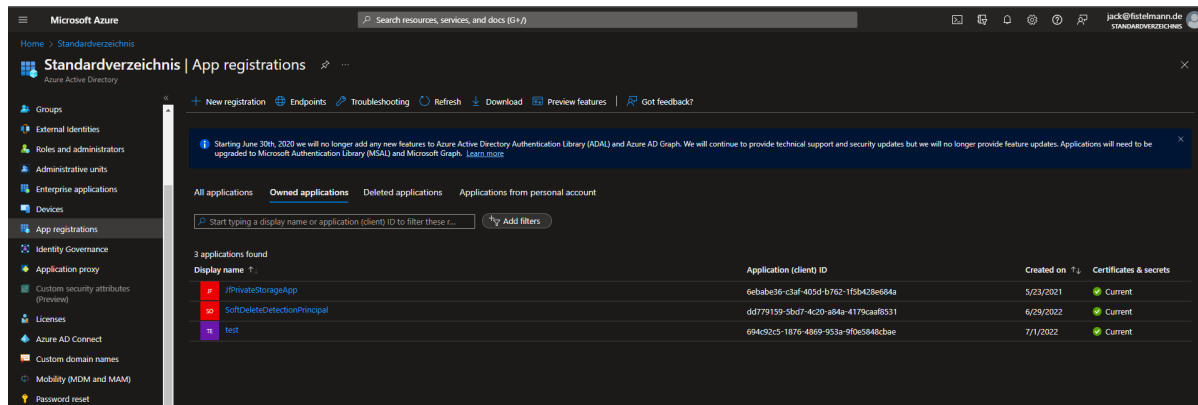 Microsoft Azure
Search resources, services, and docs (G+/)
jack@fistelmann.de
STANDARDVERZEICHNIS
Home > Standardverzeichnis
Standardverzeichnis | App registrations
Azure Active Directory
Groups
External Identities
Roles and administrators
Administrative units
Enterprise applications
Devices
App registrations
Identity Governance
Application proxy
Custom security attributes
(Preview)
Licenses
Azure AD Connect
Custom domain names
Mobility (MDM and MAM)
Password reset
New registration Endpoints Troubleshooting Refresh Download Preview features Got feedback?
Starting June 30th, 2020 we will no longer add any new features to Azure Active Directory Authentication Library (ADAL) and Azure AD Graph. We will continue to provide technical support and security updates but we will no longer provide feature updates. Applications will need to be
upgraded to Microsoft Authentication Library (MSAL) and Microsoft Graph. Learn more
All applications Owned applications Deleted applications Applications from personal account
Start typing a display name or application (client) ID to filter these r...
Add filters
3 applications found
Display name Application (client) ID Created on Certificates & secrets
JF JfPrivateStorageApp 6ebabe36-c3af-405d-b762-1f5b428e684a 5/23/2021 Current
SO SoftDeleteDetectionPrincipal dd779159-5bd7-4c20-a84a-4179caaf8531 6/29/2022 Current
TE test 694c92c5-1876-4869-953a-9f0e5848cbae 7/1/2022 Current